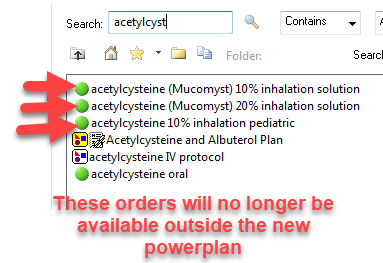 Search: acetylcyst Contains
Folder: Search
acetylcysteine (Mucomyst) 10% inhalation solution
acetylcysteine (Mucomyst) 20% inhalation solution
acetylcysteine 10% inhalation pediatric
Acetylcysteine and Albuterol Plan
acetylcysteine IV protocol
acetylcysteine oral
These orders will no longer be
available outside the new
powerplan